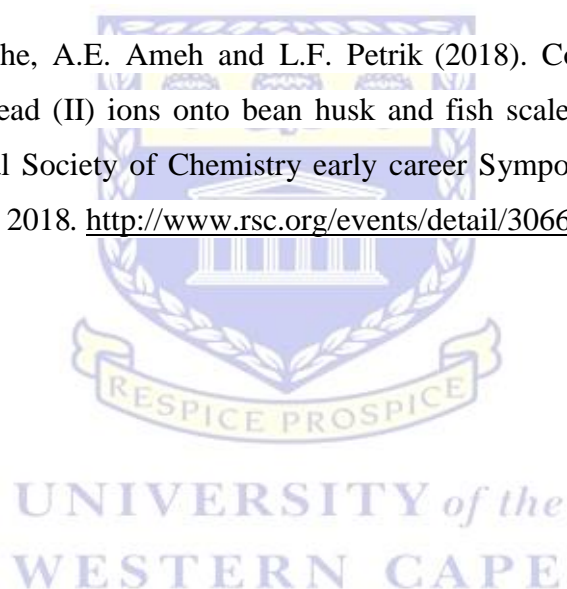 he, A.E. Ameh and L.F. Petrik (2018). Co
ead (II) ions onto bean husk and fish scale
l Society of Chemistry early career Sympo
2018. http://www.rsc.org/events/detail/3066
RESPICE PROSPICE
UNIVERSITY of the
WESTERN CAPE